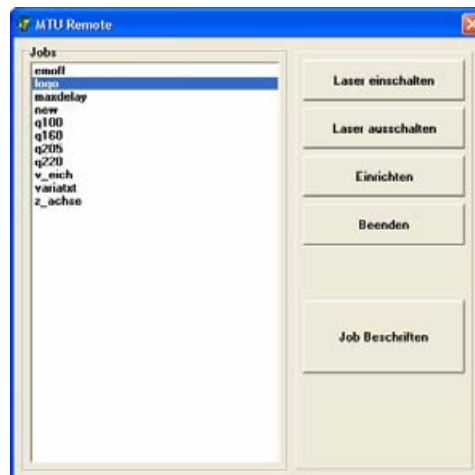 MTU Remote
Jobs
emoff
logo
maxdelay
new
q100
q160
q205
q220
v_eich
variatxt
z_achse
Laser einschalten
Laser ausschalten
Einrichten
Beenden
Job Beschriften